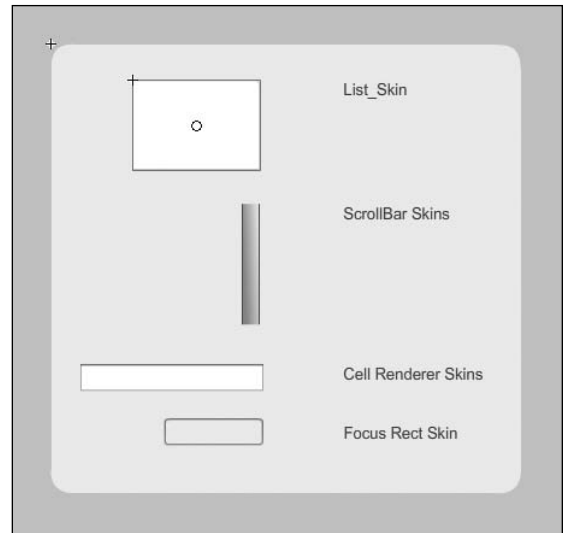 List_Skin
ScrollBar Skins
Cell Renderer Skins
Focus Rect Skin